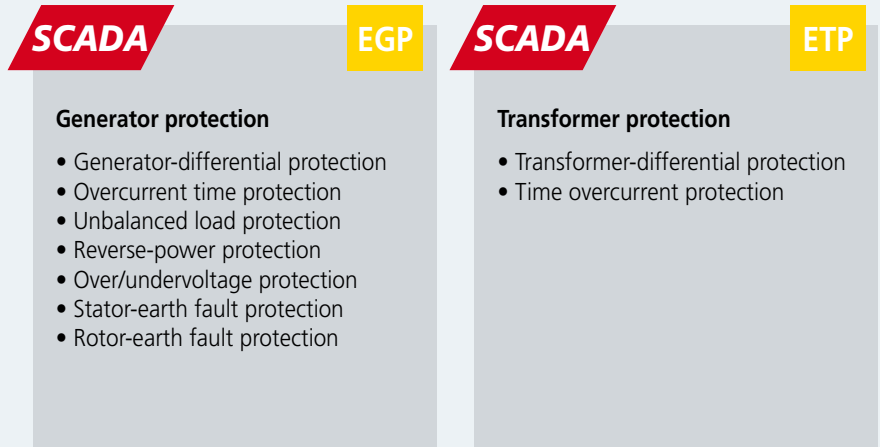 SCADA
EGP
Generator protection
• Generator-differential protection
• Overcurrent time protection
• Unbalanced load protection
• Reverse-power protection
• Over/undervoltage protection
• Stator-earth fault protection
• Rotor-earth fault protection
SCADA
ETP
Transformer protection
• Transformer-differential protection
• Time overcurrent protection